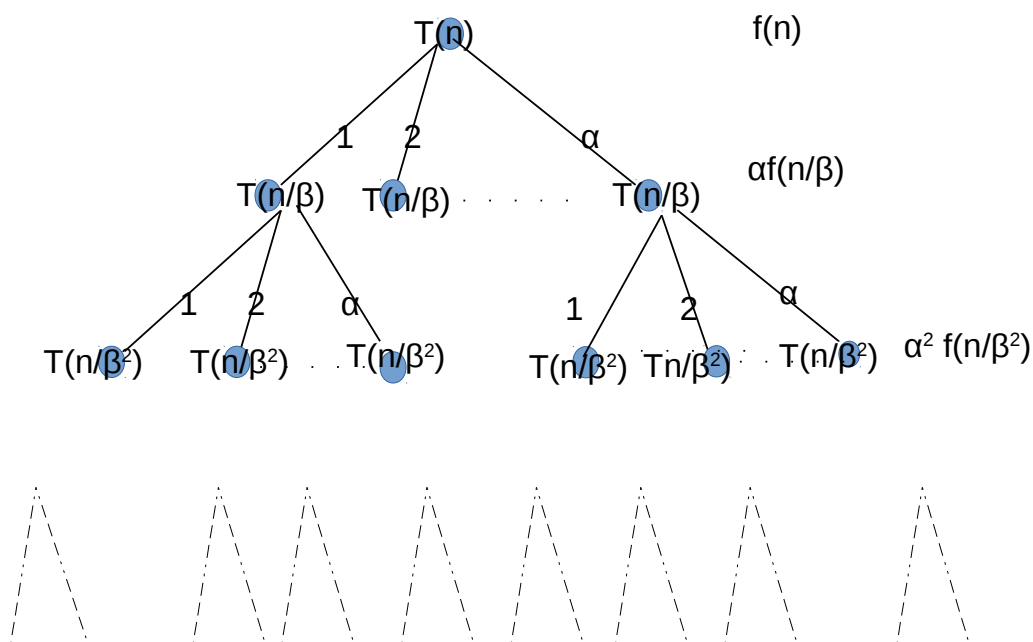 T(n) f(n)
1 2 α
αf(n/β)
T(n/β) T(n/β) . . . . . T(n/β)
1 2 α 1 2 α
T(n/β²) T(n/β²) . . . T(n/β²) T(n/β²) Tn/β²) . . . T(n/β²) α² f(n/β²)